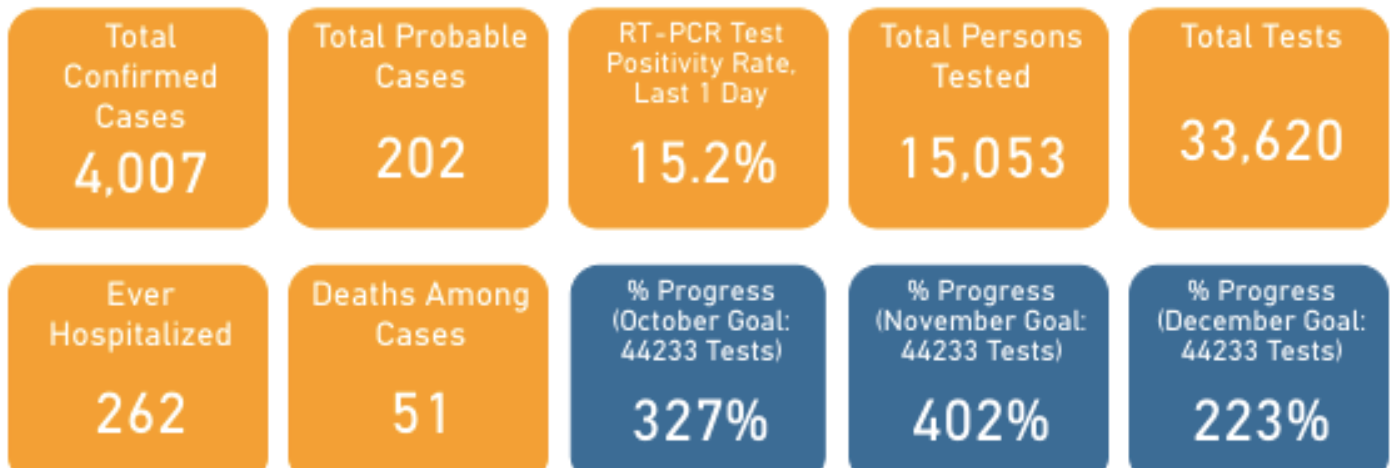 Total
Confirmed
Cases
4,007
Total Probable
Cases
202
RT-PCR Test
Positivity Rate,
Last 1 Day
15.2%
Total Persons
Tested
15,053
Total Tests
33,620
Ever
Hospitalized
262
Deaths Among
Cases
51
% Progress
(October Goal:
44233 Tests)
327%
% Progress
(November Goal:
44233 Tests)
402%
% Progress
(December Goal:
44233 Tests)
223%